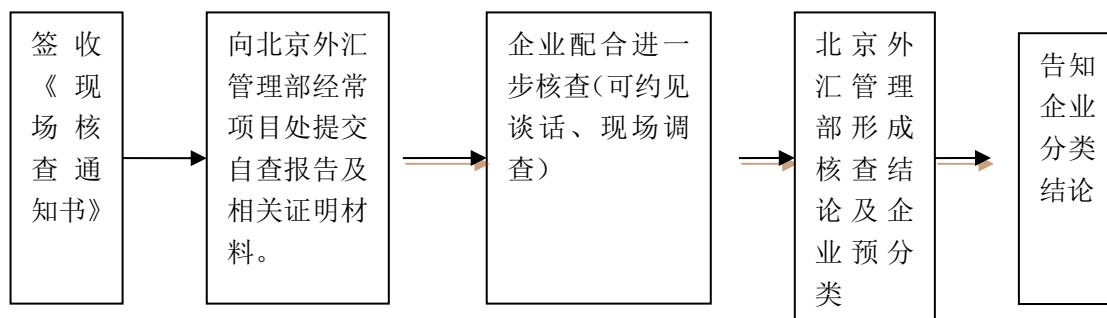 签收
《现
场核
查通
知书》
向北京外汇
管理部经常
项目处提交
自查报告及
相关证明材
料。
企业配合进一
步核查（可约见
谈话、现场调
查）
北京外
汇管理
部形成
核查结
论及企
业预分
类
告知
企业
分类
结论